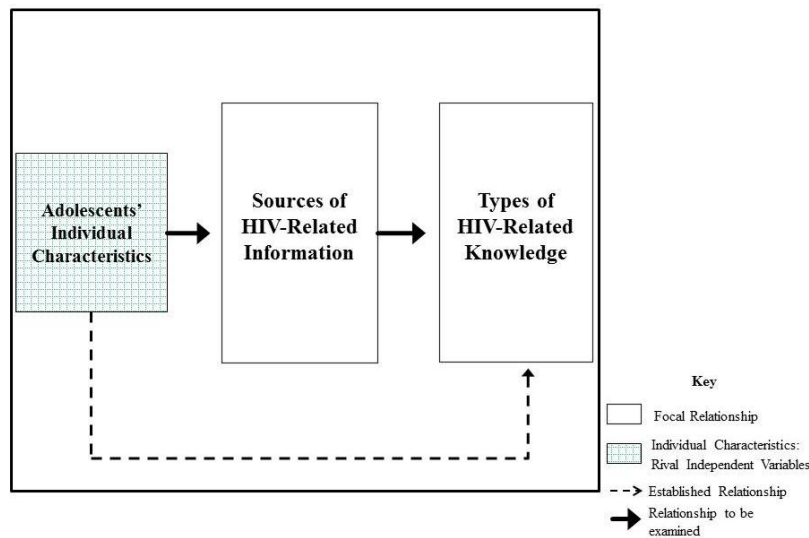 Adolescents’
Individual
Characteristics
Sources of
HIV-Related
Information
Types of
HIV-Related
Knowledge
Key
Focal Relationship
Individual Characteristics:
Rival Independent Variables
Established Relationship
Relationship to be
examined